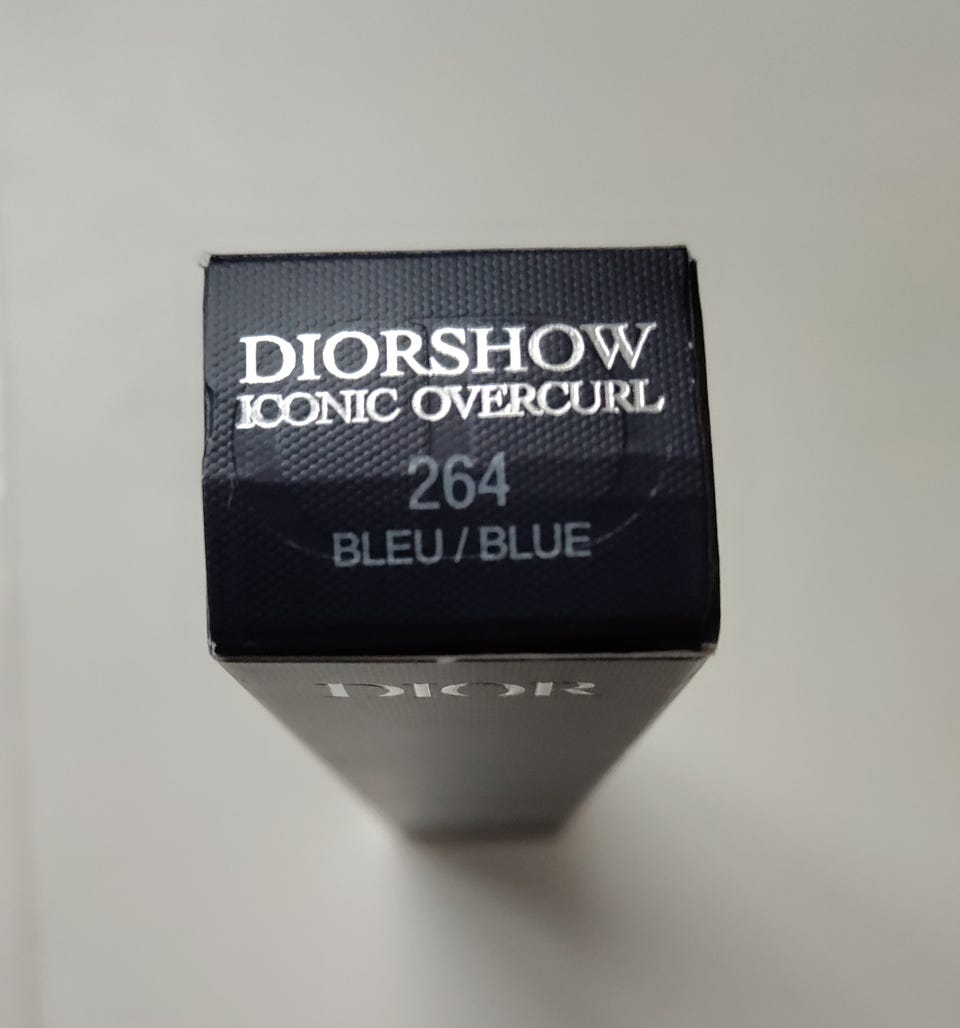 DIORSHOW
ICONIC OVERCURL
264
BLEU / BLUE
DIOR